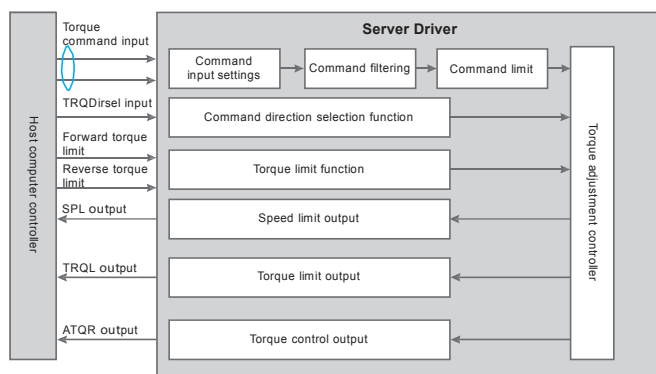 Server Driver
Torque
command input
Command
input settings
Command filtering
Command limit
TRQDirsel input
Command direction selection function
Forward torque
limit
Reverse torque
limit
Torque limit function
SPL output
Speed limit output
TRQL output
Torque limit output
ATQR output
Torque control output
Host computer controller
Torque adjustment controller